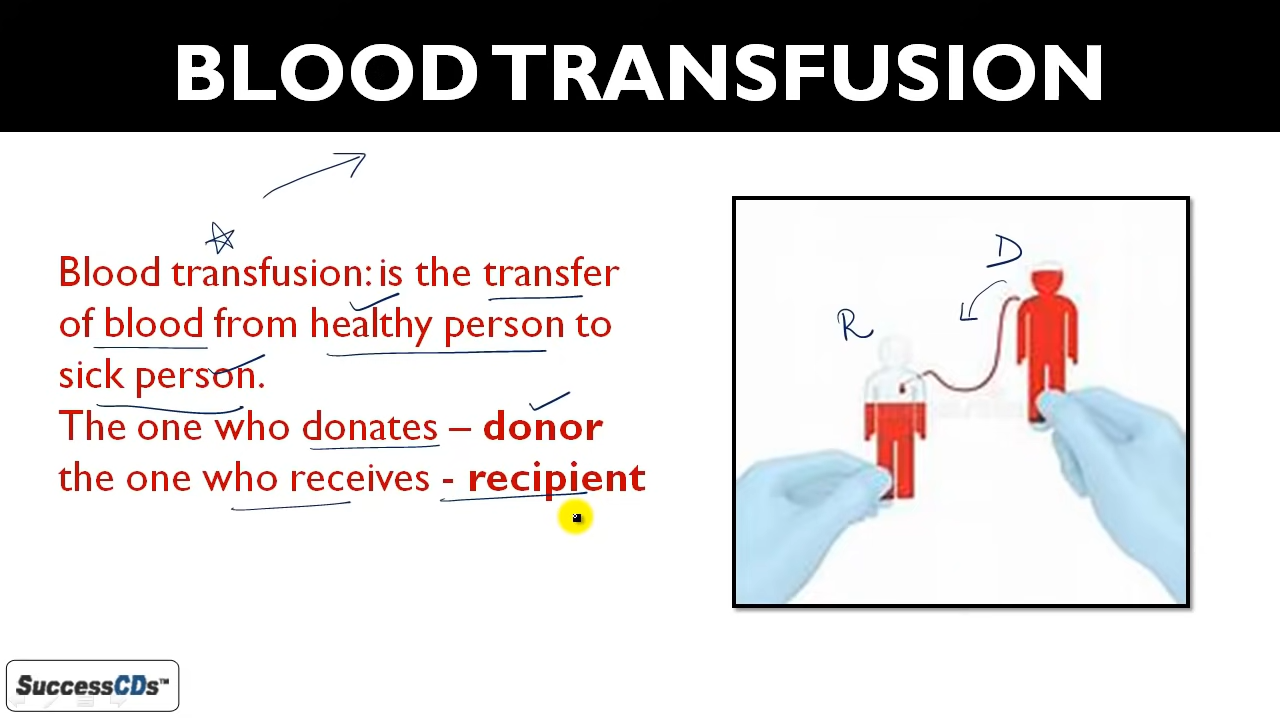 BLOOD TRANSFUSION
Blood transfusion: is the transfer
of blood from healthy person to
sick person.
The one who donates – donor
the one who receives - recipient
D
R
SuccessCDs™